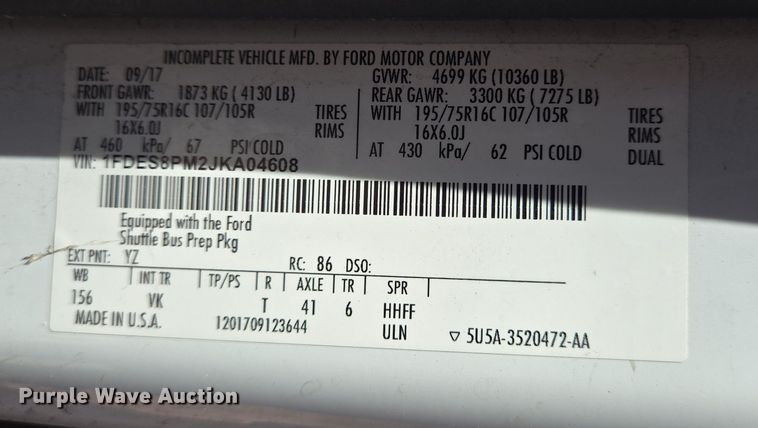 INCOMPLETE VEHICLE MFD. BY FORD MOTOR COMPANY
DATE: 09/17 GVWR: 4699 KG (10360 LB)
FRONT GAWR: 1873 KG ( 4130 LB) REAR GAWR: 3300 KG ( 7275 LB)
WITH 195/75R16C 107/105R TIRES WITH 195/75R16C 107/105R TIRES
16X6.0J RIMS 16X6.0J RIMS
AT 460 kPa/ 67 PSI COLD AT 430 kPa/ 62 PSI COLD DUAL
VIN: 1FDES8PM2JKA04608
Equipped with the Ford
Shuttle Bus Prep Pkg
EXT PNT: YZ RC: 86 DSO:
WB INT TR TP/PS R AXLE TR SPR
156 VK T 41 6 HHFF
MADE IN U.S.A. 1201709123644 ULN ▽ 5U5A-3520472-AA
Purple Wave Auction